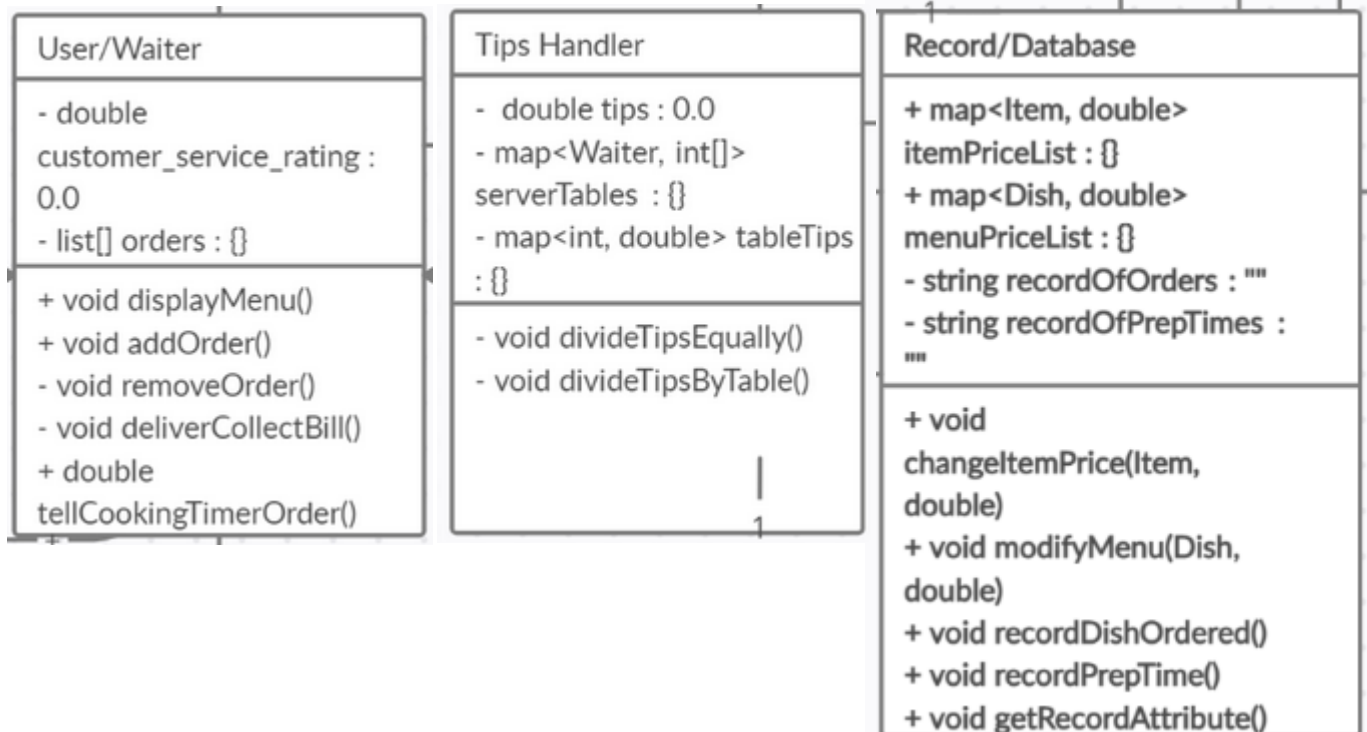 User/Waiter
- double
customer_service_rating :
0.0
- list[] orders : {}
+ void displayMenu()
+ void addOrder()
- void removeOrder()
- void deliverCollectBill()
+ double
tellCookingTimerOrder()
+
Tips Handler
- double tips : 0.0
- map<Waiter, int[]>
serverTables : {}
- map<int, double> tableTips
: {}
- void divideTipsEqually()
- void divideTipsByTable()
1
1
Record/Database
+ map<Item, double>
itemPriceList : {}
+ map<Dish, double>
menuPriceList : {}
- string recordOfOrders : ""
- string recordOfPrepTimes :
""
+ void
changeItemPrice(Item,
double)
+ void modifyMenu(Dish,
double)
+ void recordDishOrdered()
+ void recordPrepTime()
+ void getRecordAttribute()